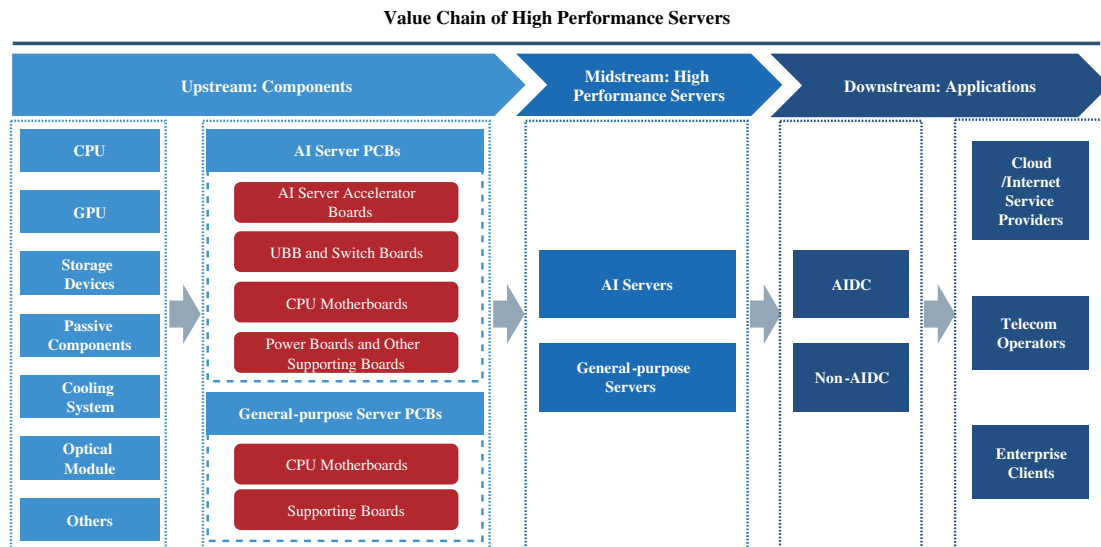 Value Chain of High Performance Servers
Upstream: Components
Midstream: High
Performance Servers
Downstream: Applications
CPU
GPU
Storage
Devices
Passive
Components
Cooling
System
Optical
Module
Others
AI Server PCBs
AI Server Accelerator
Boards
UBB and Switch Boards
CPU Motherboards
Power Boards and Other
Supporting Boards
General-purpose Server PCBs
CPU Motherboards
Supporting Boards
AI Servers
General-purpose
Servers
AIDC
Non-AIDC
Cloud
/Internet
Service
Providers
Telecom
Operators
Enterprise
Clients